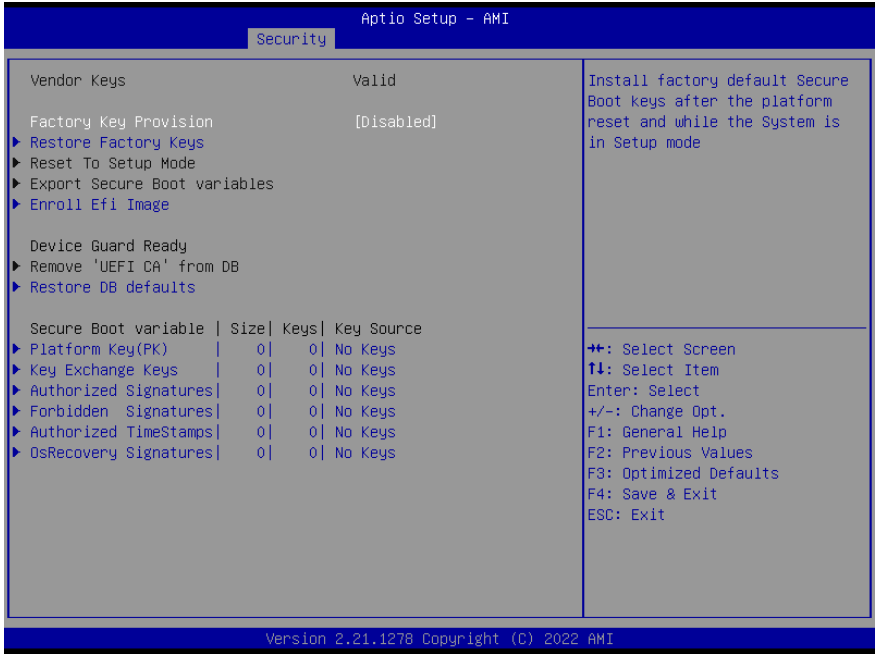 Aptio Setup – AMI
Security
Vendor Keys Valid
Factory Key Provision [Disabled]
Restore Factory Keys
Reset To Setup Mode
Export Secure Boot variables
Enroll Efi Image
Device Guard Ready
Remove 'UEFI CA' from DB
Restore DB defaults
Secure Boot variable | Size| Keys| Key Source
Platform Key(PK) | 0| 0| No Keys
Key Exchange Keys | 0| 0| No Keys
Authorized Signatures| 0| 0| No Keys
Forbidden Signatures| 0| 0| No Keys
Authorized TimeStamps| 0| 0| No Keys
OsRecovery Signatures| 0| 0| No Keys
Install factory default Secure
Boot keys after the platform
reset and while the System is
in Setup mode
→←: Select Screen
↑↓: Select Item
Enter: Select
+/-: Change Opt.
F1: General Help
F2: Previous Values
F3: Optimized Defaults
F4: Save & Exit
ESC: Exit
Version 2.21.1278 Copyright (C) 2022 AMI